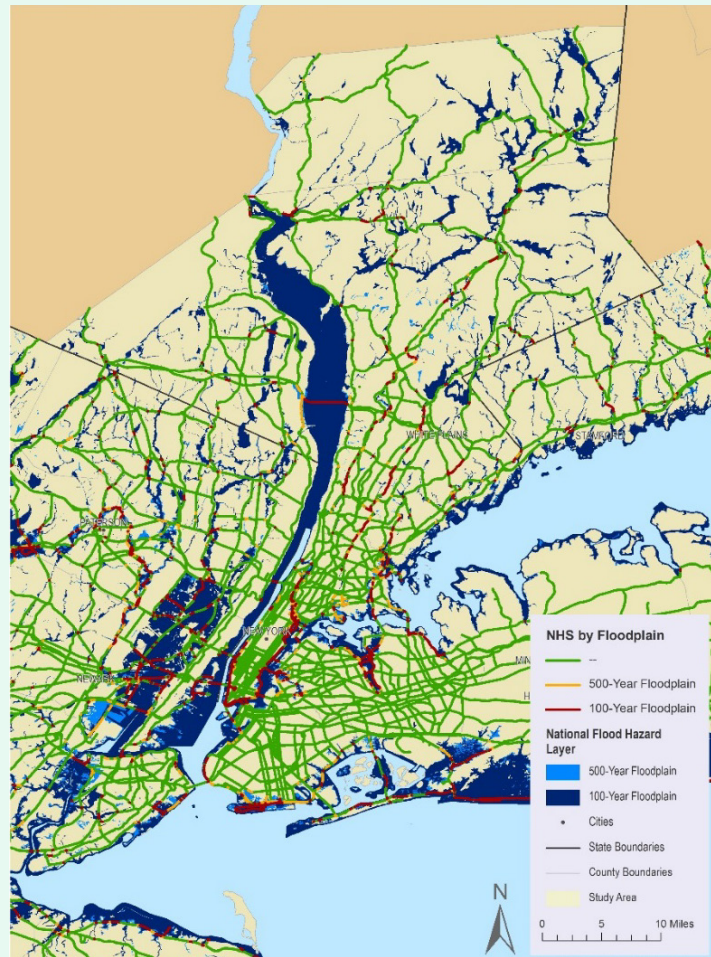 WHITE PLAINS
STAMFORD
PATERSON
NEW YORK
NEWARK
MIN
H
NHS by Floodplain
--
500-Year Floodplain
100-Year Floodplain
National Flood Hazard
Layer
500-Year Floodplain
100-Year Floodplain
Cities
State Boundaries
County Boundaries
Study Area
N
0 5 10 Miles